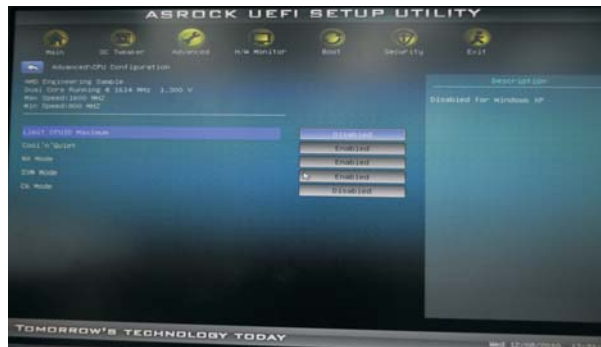 ASROCK UEFI SETUP UTILITY
Main OC Tweaker Advanced H/W Monitor Boot Security Exit
Advanced\CPU Configuration
Description
AMD Engineering Sample
Dual Core Running @ 1614 MHz 1.300 V
Max Speed:1600 MHZ
Min Speed:800 MHZ
Disabled for Windows XP
Limit CPUID Maximum Disabled
Cool'n'Quiet Enabled
NX Mode Enabled
SVM Mode Enabled
C6 Mode Disabled
TOMORROW'S TECHNOLOGY TODAY
Wed